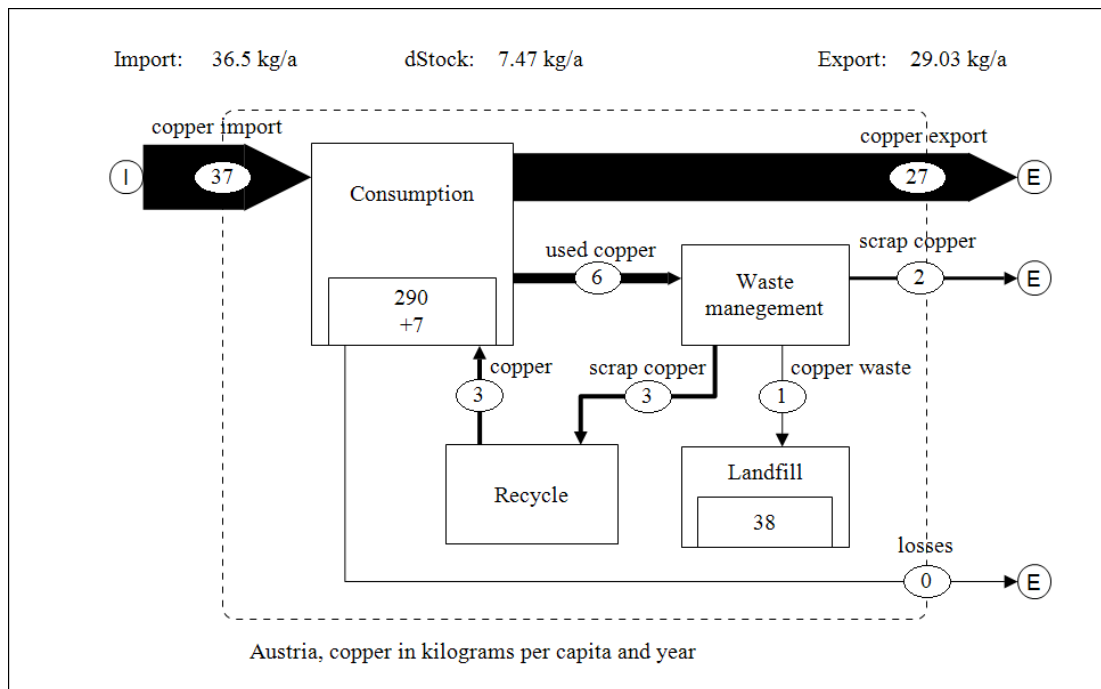 Import: 36.5 kg/a dStock: 7.47 kg/a Export: 29.03 kg/a
copper import
copper export
I
37
27
E
Consumption
290
+7
used copper
6
Waste
manegement
scrap copper
2
E
copper
3
scrap copper
3
copper waste
1
Recycle
Landfill
38
losses
0
E
Austria, copper in kilograms per capita and year